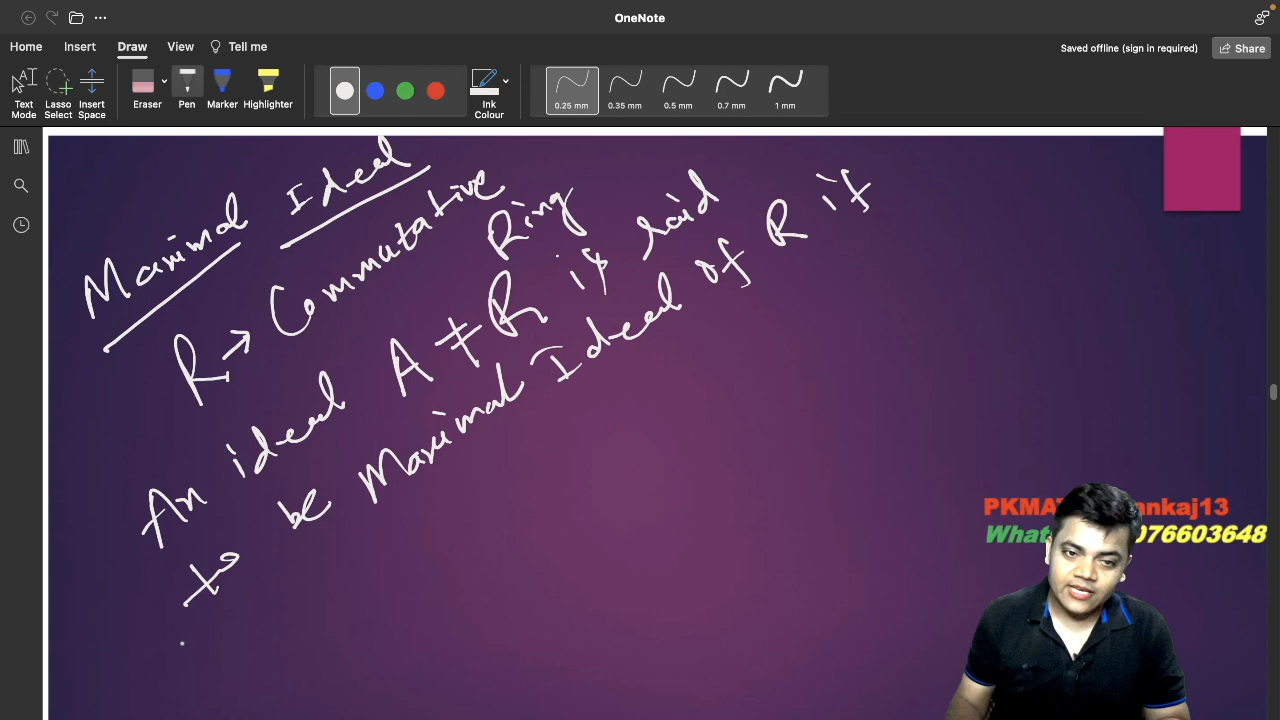 OneNote
Home Insert Draw View Tell me
Saved offline (sign in required) Share
Text Mode Lasso Select Insert Space Eraser Pen Marker Highlighter Ink Colour 0.25 mm 0.35 mm 0.5 mm 0.7 mm 1 mm
Maximal Ideal
R → Commutative Ring
An ideal A ≠ R is said
to be Maximal Ideal of R if
nkaj13
076603648